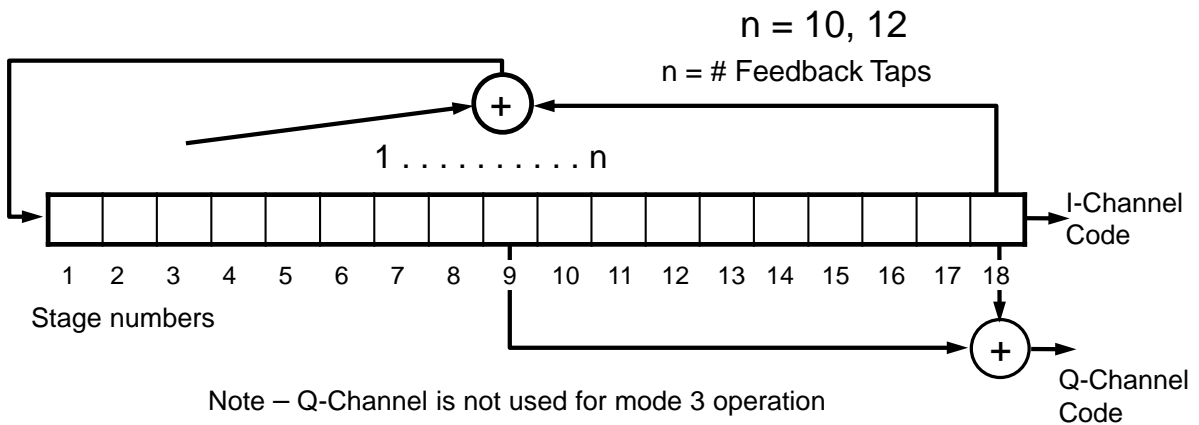 n = 10, 12
n = # Feedback Taps
+
1 . . . . . . . . . . n
I-Channel
Code
1 2 3 4 5 6 7 8 9 10 11 12 13 14 15 16 17 18
Stage numbers
+
Q-Channel
Code
Note – Q-Channel is not used for mode 3 operation